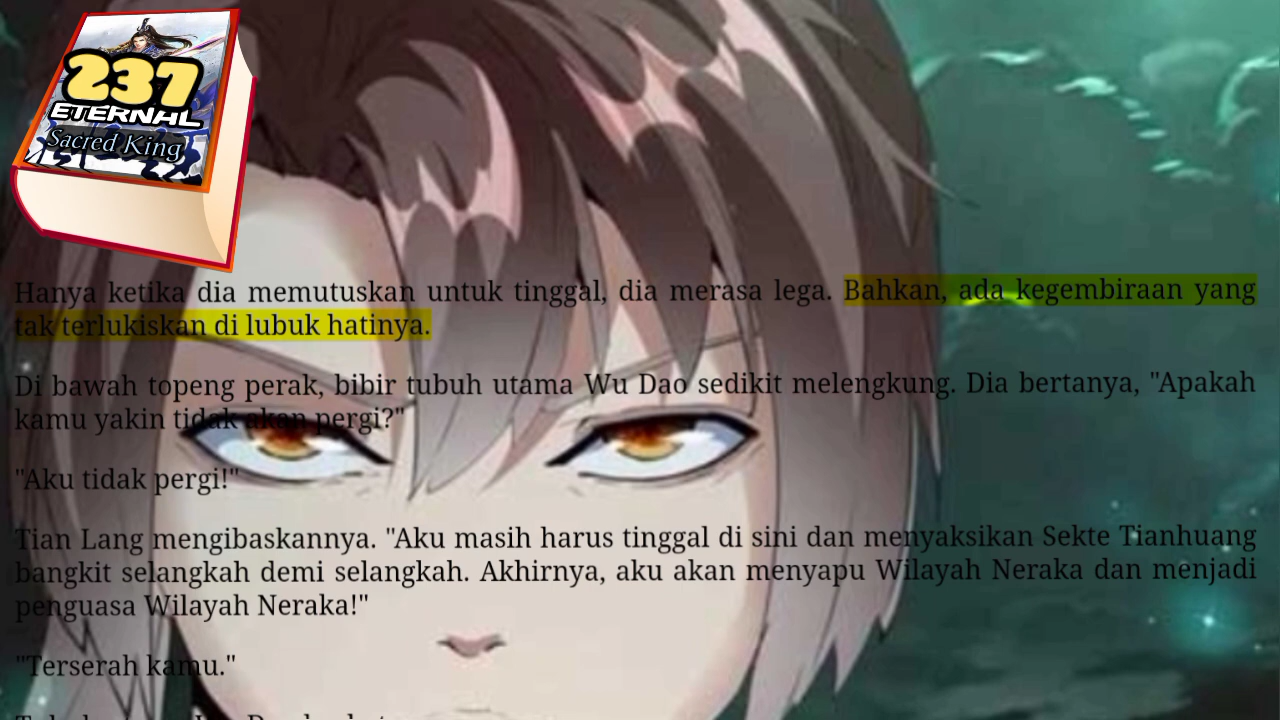 237
ETERNAL
Sacred King
Hanya ketika dia memutuskan untuk tinggal, dia merasa lega. Bahkan, ada kegembiraan yang
tak terlukiskan di lubuk hatinya.
Di bawah topeng perak, bibir tubuh utama Wu Dao sedikit melengkung. Dia bertanya, "Apakah
kamu yakin tidak akan pergi?"
"Aku tidak pergi!"
Tian Lang mengibaskannya. "Aku masih harus tinggal di sini dan menyaksikan Sekte Tianhuang
bangkit selangkah demi selangkah. Akhirnya, aku akan menyapu Wilayah Neraka dan menjadi
penguasa Wilayah Neraka!"
"Terserah kamu."